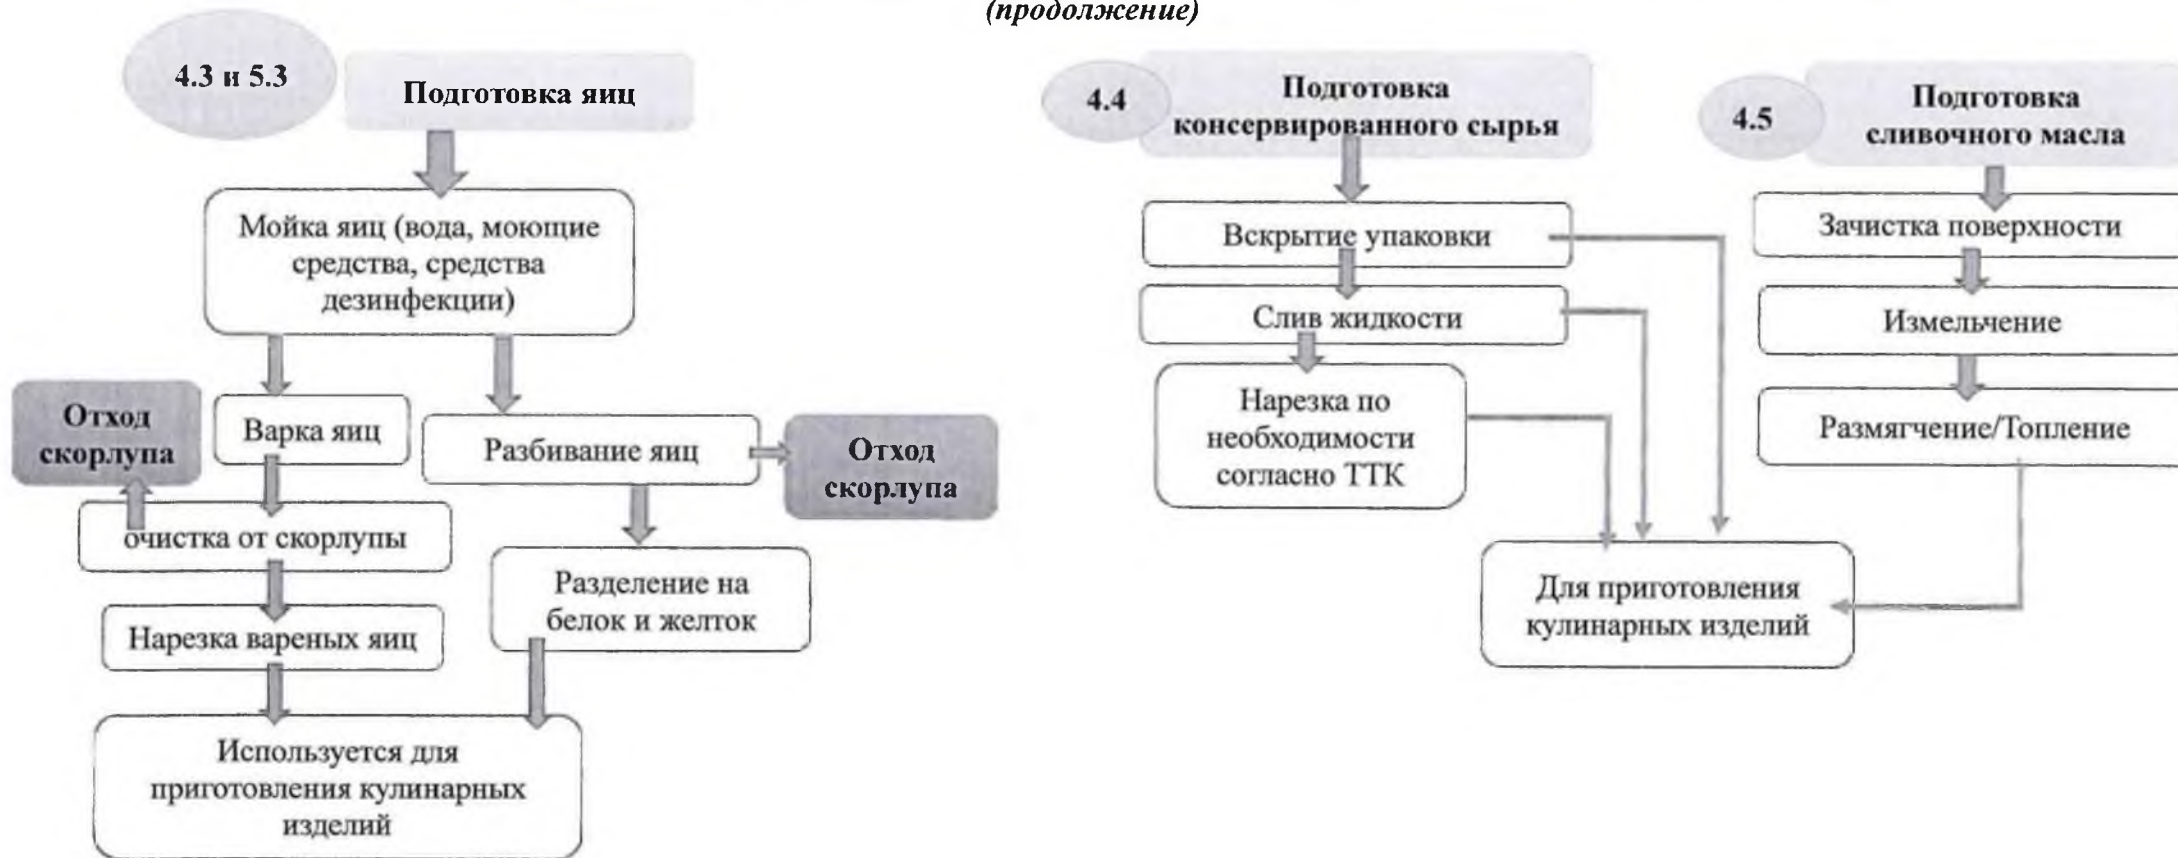 (продолжение)
4.3 и 5.3
Подготовка яиц
Мойка яиц (вода, моющие
средства, средства
дезинфекции)
Отход
скорлупа
Варка яиц
Разбивание яиц
Отход
скорлупа
очистка от скорлупы
Разделение на
белок и желток
Нарезка вареных яиц
Используется для
приготовления кулинарных
изделий
4.4
Подготовка
консервированного сырья
Вскрытие упаковки
Слив жидкости
Нарезка по
необходимости
согласно ТТК
4.5
Подготовка
сливочного масла
Зачистка поверхности
Измельчение
Размягчение/Топление
Для приготовления
кулинарных изделий